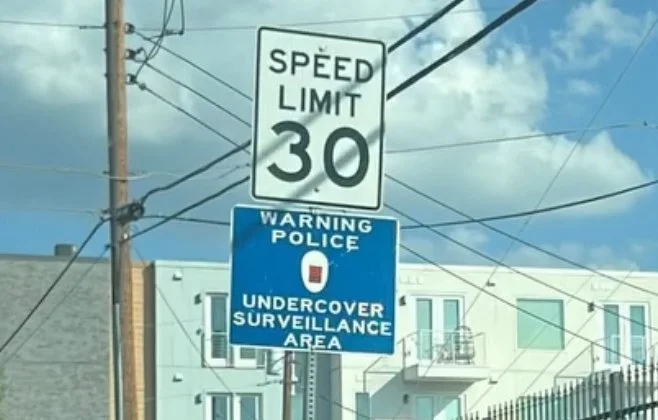 SPEED
LIMIT
30
WARNING
POLICE
UNDERCOVER
SURVEILLANCE
AREA